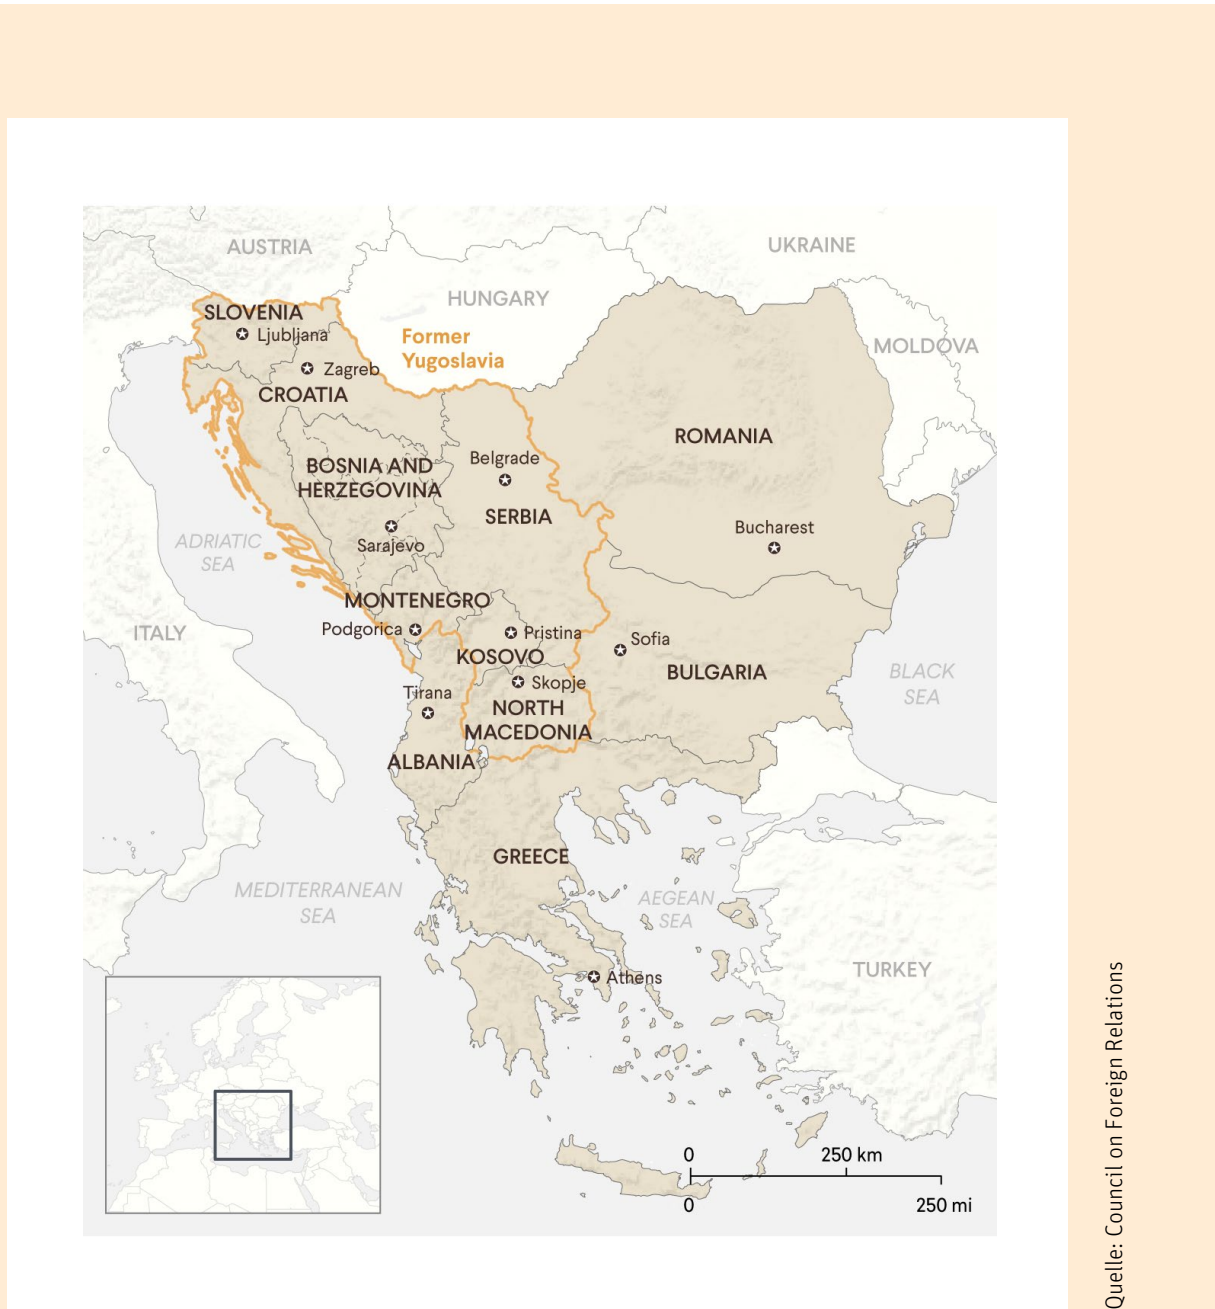 AUSTRIA
UKRAINE
HUNGARY
SLOVENIA
Ljubljana
Former
Yugoslavia
MOLDOVA
Zagreb
CROATIA
ROMANIA
Belgrade
BOSNIA AND
HERZEGOVINA
SERBIA
Bucharest
Sarajevo
ADRIATIC
SEA
MONTENEGRO
Podgorica
Pristina
ITALY
Sofia
KOSOVO
BULGARIA
BLACK
SEA
Skopje
Tirana
NORTH
MACEDONIA
ALBANIA
GREECE
MEDITERRANEAN
SEA
AEGEAN
SEA
TURKEY
Athens
0
250 km
0
250 mi
Quelle: Council on Foreign Relations